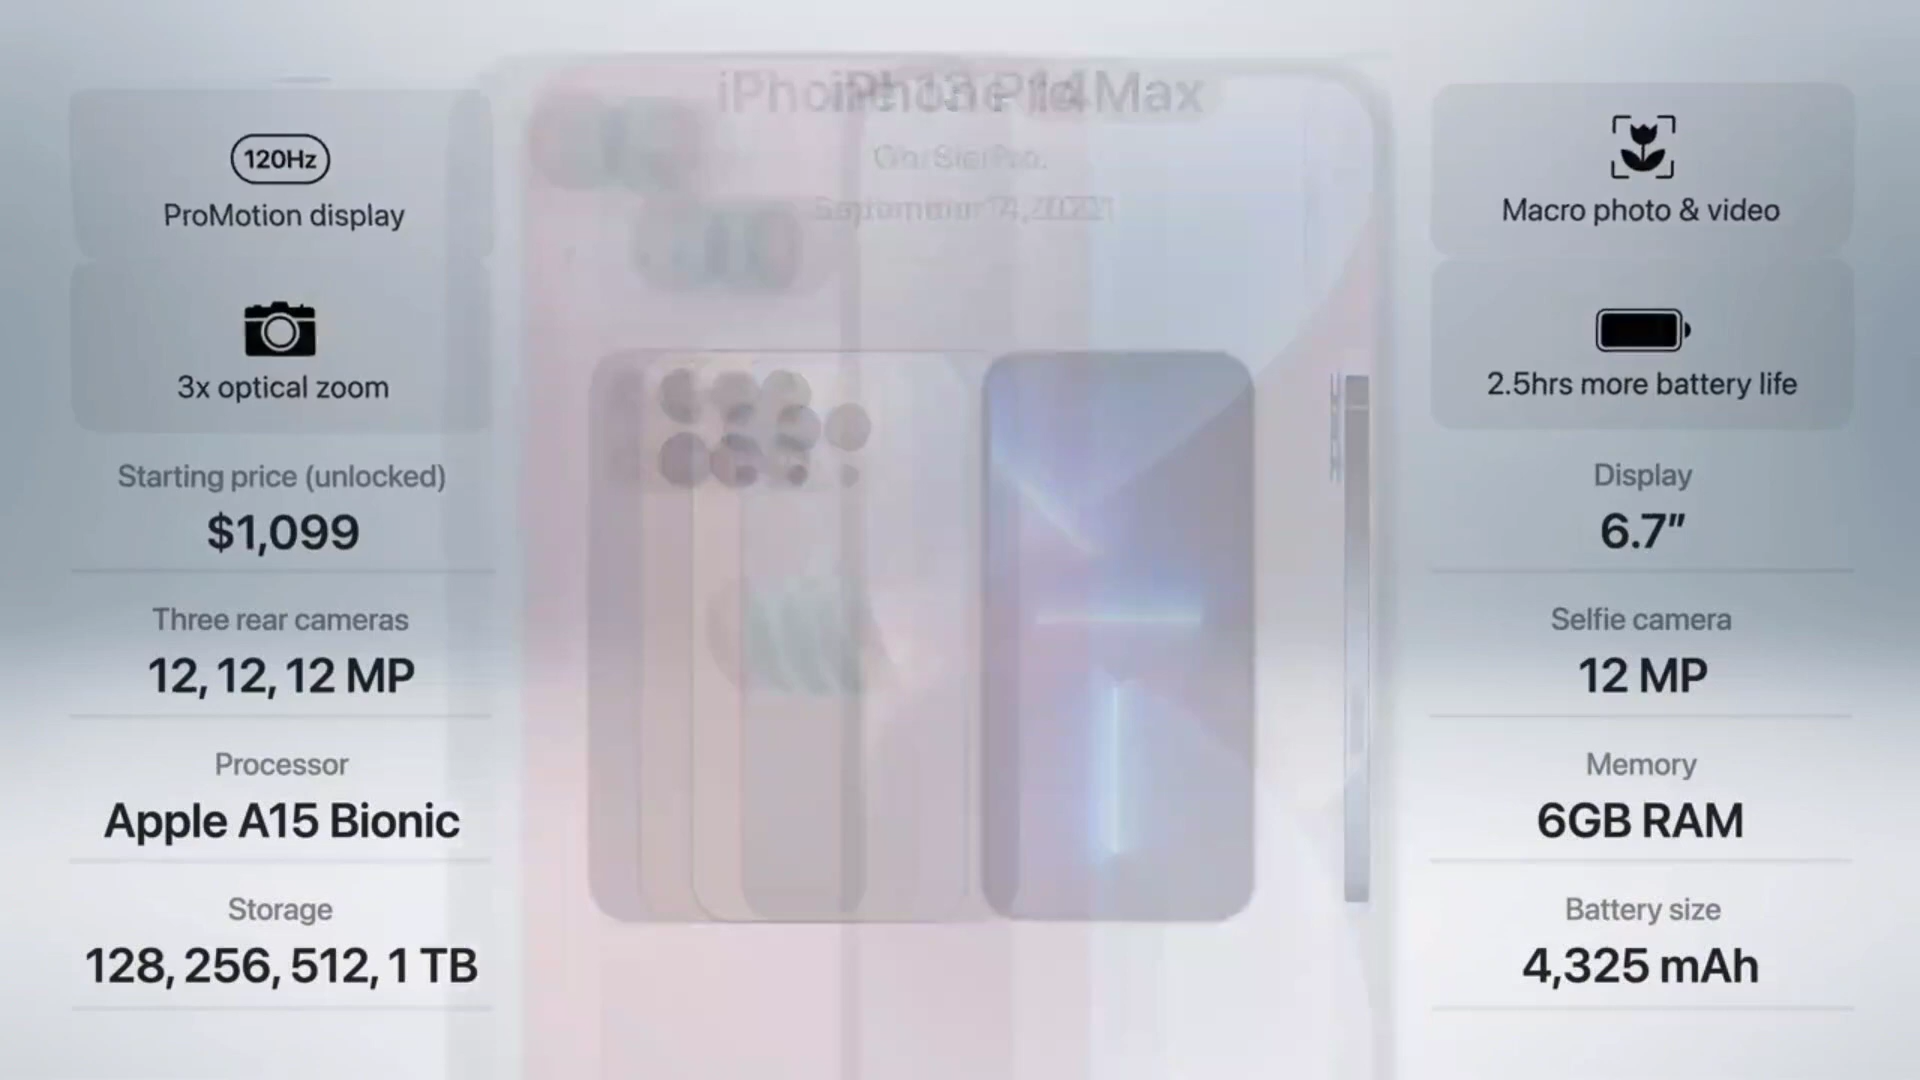 120Hz
ProMotion display
3x optical zoom
Starting price (unlocked)
$1,099
Three rear cameras
12, 12, 12 MP
Processor
Apple A15 Bionic
Storage
128, 256, 512, 1 TB
Macro photo & video
2.5hrs more battery life
Display
6.7″
Selfie camera
12 MP
Memory
6GB RAM
Battery size
4,325 mAh